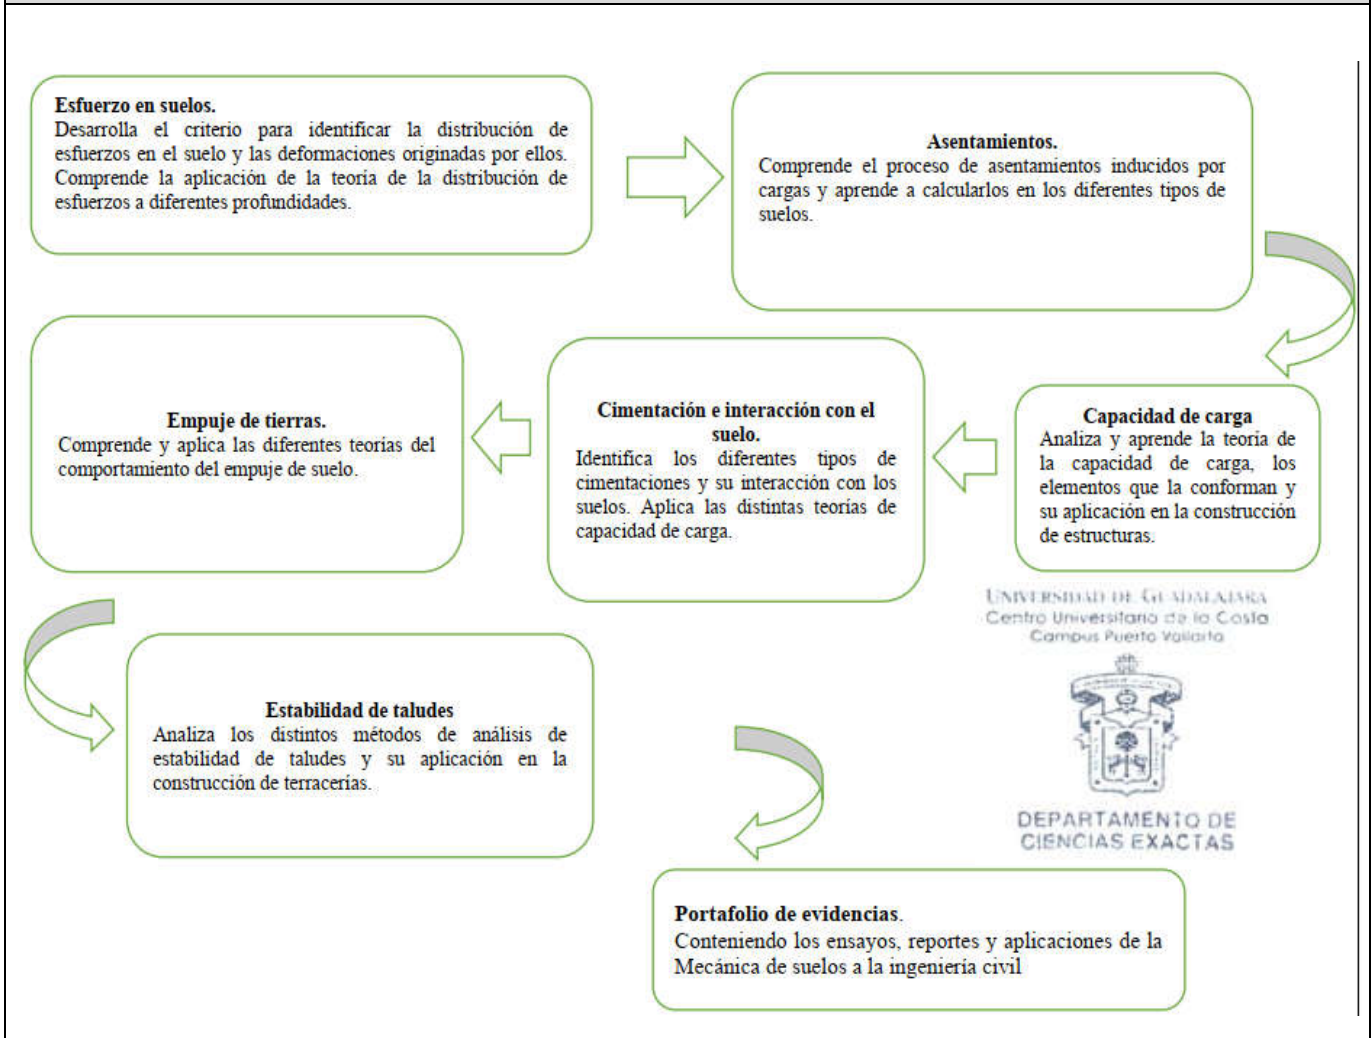 Esfuerzo en suelos.
Desarrolla el criterio para identificar la distribución de
esfuerzos en el suelo y las deformaciones originadas por ellos.
Comprende la aplicación de la teoría de la distribución de
esfuerzos a diferentes profundidades.
Asentamientos.
Comprende el proceso de asentamientos inducidos por
cargas y aprende a calcularlos en los diferentes tipos de
suelos.
Capacidad de carga
Analiza y aprende la teoría de
la capacidad de carga, los
elementos que la conforman y
su aplicación en la construcción
de estructuras.
Cimentación e interacción con el
suelo.
Identifica los diferentes tipos de
cimentaciones y su interacción con los
suelos. Aplica las distintas teorías de
capacidad de carga.
Empuje de tierras.
Comprende y aplica las diferentes teorías del
comportamiento del empuje de suelo.
Estabilidad de taludes
Analiza los distintos métodos de análisis de
estabilidad de taludes y su aplicación en la
construcción de terracerías.
UNIVERSIDAD DE GUADALAJARA
Centro Universitario de la Costa
Campus Puerto Vallarta
DEPARTAMENTO DE
CIENCIAS EXACTAS
Portafolio de evidencias.
Conteniendo los ensayos, reportes y aplicaciones de la
Mecánica de suelos a la ingeniería civil